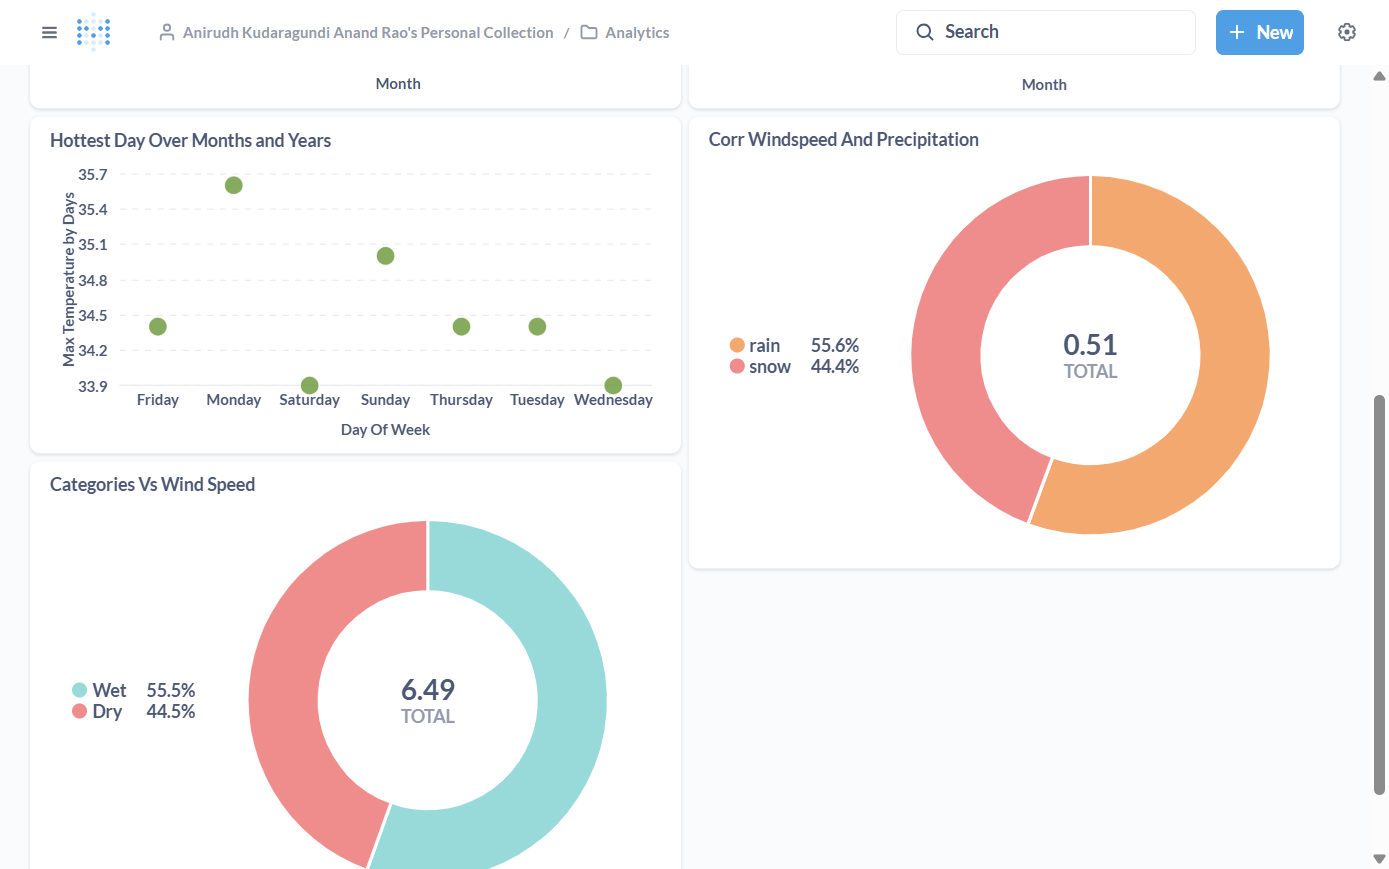 Anirudh Kudaragundi Anand Rao's Personal Collection / Analytics
Search
New
Month
Month
Hottest Day Over Months and Years
Max Temperature by Days
35.7
35.4
35.1
34.8
34.5
34.2
33.9
Friday Monday Saturday Sunday Thursday Tuesday Wednesday
Day Of Week
Corr Windspeed And Precipitation
rain 55.6%
snow 44.4%
0.51
TOTAL
Categories Vs Wind Speed
Wet 55.5%
Dry 44.5%
6.49
TOTAL